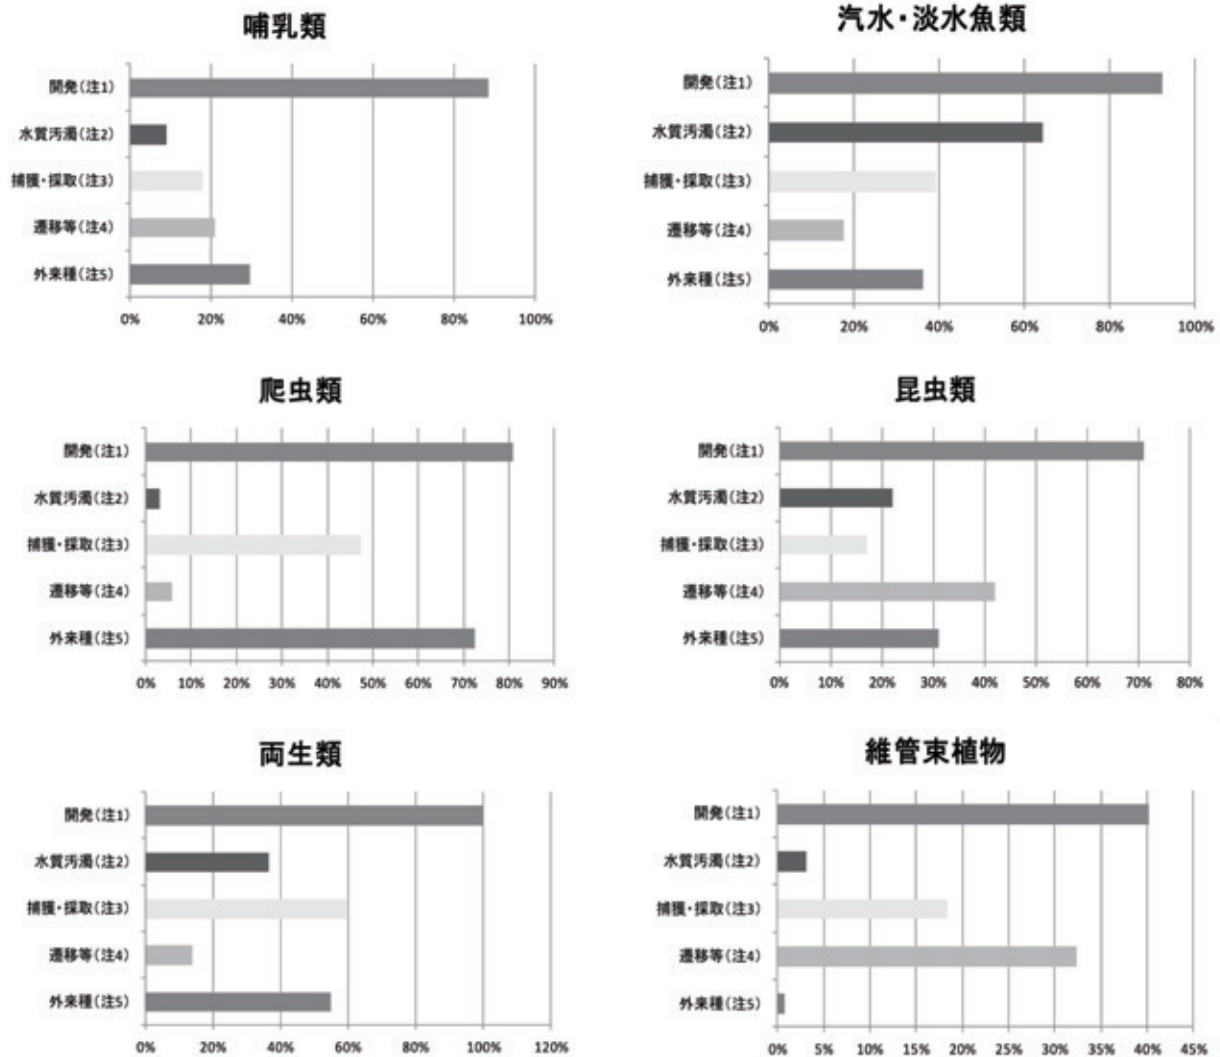 哺乳類
開発(注1)
水質汚濁(注2)
捕獲・採取(注3)
遷移等(注4)
外来種(注5)
0% 20% 40% 60% 80% 100%
汽水・淡水魚類
開発(注1)
水質汚濁(注2)
捕獲・採取(注3)
遷移等(注4)
外来種(注5)
0% 20% 40% 60% 80% 100%
爬虫類
開発(注1)
水質汚濁(注2)
捕獲・採取(注3)
遷移等(注4)
外来種(注5)
0% 10% 20% 30% 40% 50% 60% 70% 80% 90%
昆虫類
開発(注1)
水質汚濁(注2)
捕獲・採取(注3)
遷移等(注4)
外来種(注5)
0% 10% 20% 30% 40% 50% 60% 70% 80%
両生類
開発(注1)
水質汚濁(注2)
捕獲・採取(注3)
遷移等(注4)
外来種(注5)
0% 20% 40% 60% 80% 100% 120%
維管束植物
開発(注1)
水質汚濁(注2)
捕獲・採取(注3)
遷移等(注4)
外来種(注5)
0% 5% 10% 15% 20% 25% 30% 35% 40% 45%